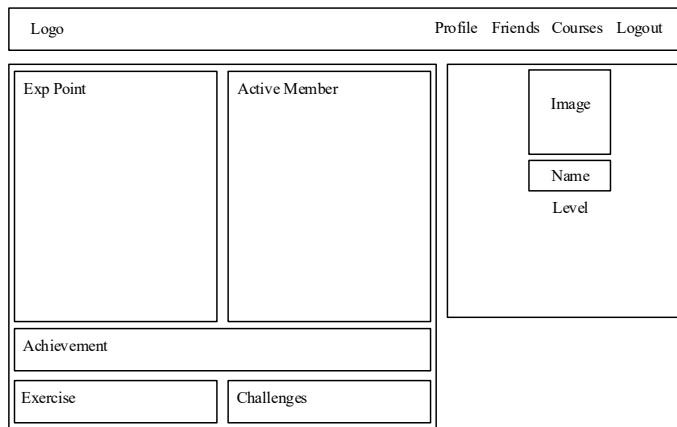 Logo
Profile Friends Courses Logout
Exp Point
Active Member
Image
Name
Level
Achievement
Exercise
Challenges